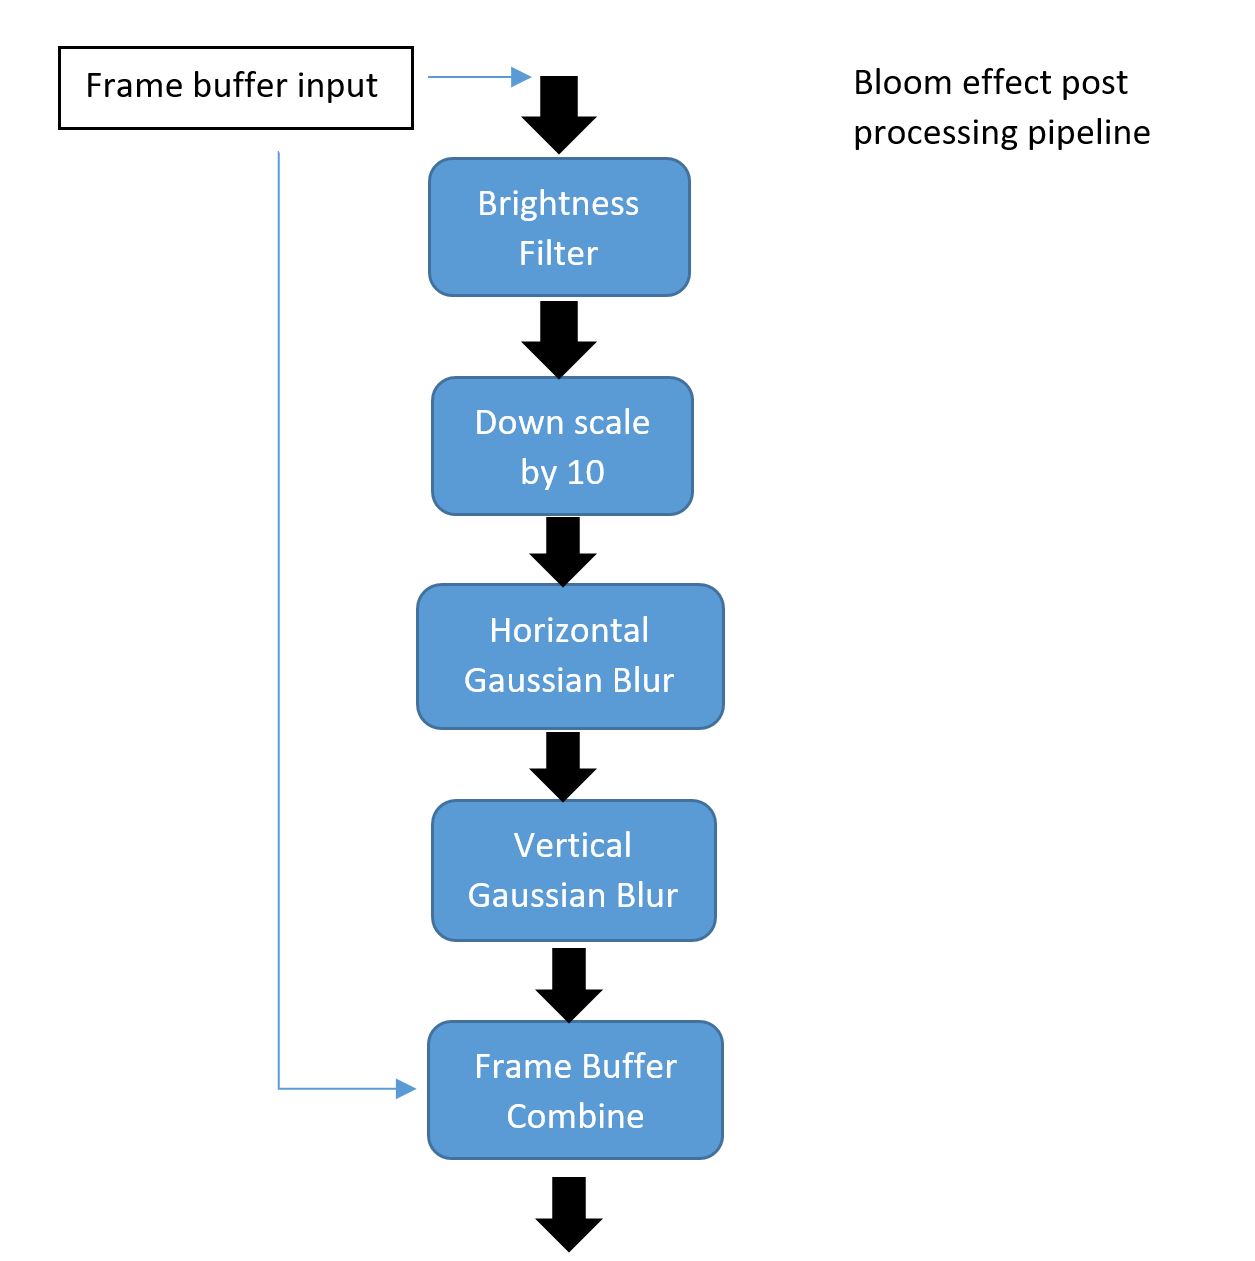 Frame buffer input
Bloom effect post
processing pipeline
Brightness
Filter
Down scale
by 10
Horizontal
Gaussian Blur
Vertical
Gaussian Blur
Frame Buffer
Combine